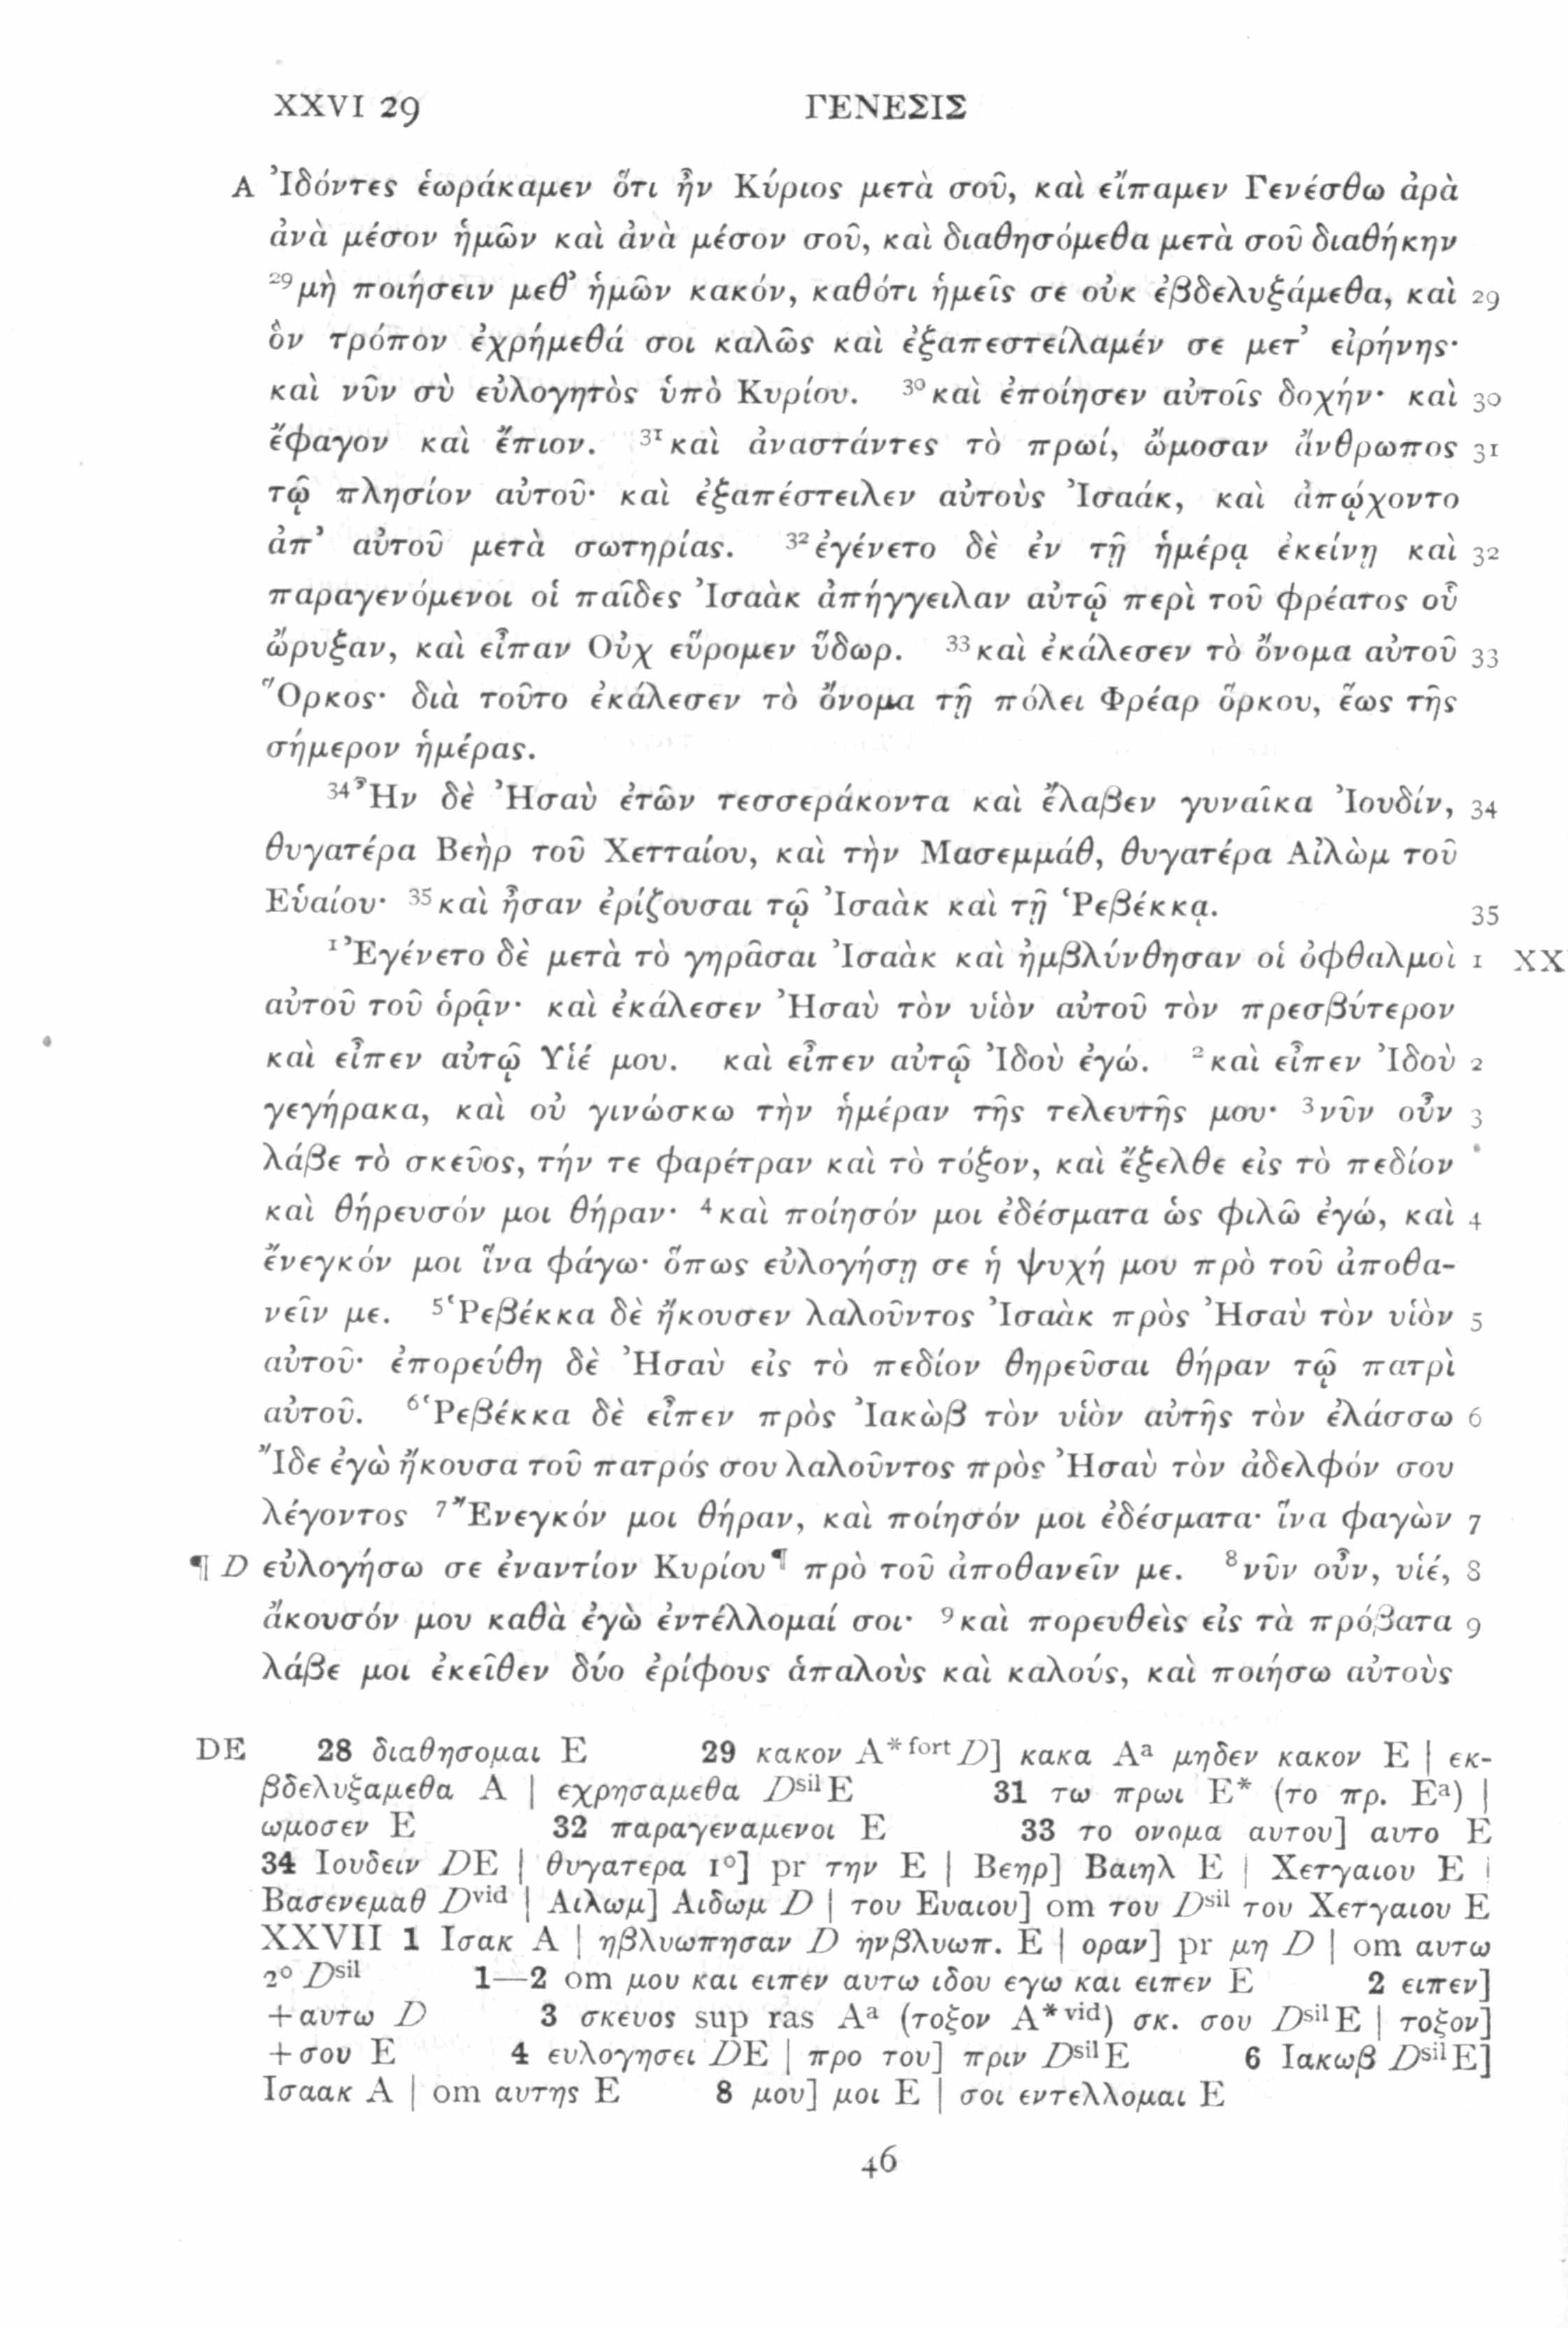 XXVI 29 ΓΕΝΕΣΙΣ
A Ἰδόντες ἑωράκαμεν ὅτι ἦν Κύριος μετὰ σοῦ, καὶ εἴπαμεν Γενέσθω ἀρὰ
ἀνὰ μέσον ἡμῶν καὶ ἀνὰ μέσον σοῦ, καὶ διαθησόμεθα μετὰ σοῦ διαθήκην
²⁹μὴ ποιήσειν μεθ’ ἡμῶν κακόν, καθότι ἡμεῖς σε οὐκ ἐβδελυξάμεθα, καὶ 29
ὃν τρόπον ἐχρήμεθά σοι καλῶς καὶ ἐξαπεστείλαμέν σε μετ’ εἰρήνης·
καὶ νῦν σὺ εὐλογητὸς ὑπὸ Κυρίου. ³⁰καὶ ἐποίησεν αὐτοῖς δοχήν· καὶ 30
ἔφαγον καὶ ἔπιον. ³¹καὶ ἀναστάντες τὸ πρωί, ὤμοσαν ἄνθρωπος 31
τῷ πλησίον αὐτοῦ· καὶ ἐξαπέστειλεν αὐτοὺς Ἰσαάκ, καὶ ἀπῴχοντο
ἀπ’ αὐτοῦ μετὰ σωτηρίας. ³²ἐγένετο δὲ ἐν τῇ ἡμέρᾳ ἐκείνῃ καὶ 32
παραγενόμενοι οἱ παῖδες Ἰσαὰκ ἀπήγγειλαν αὐτῷ περὶ τοῦ φρέατος οὗ
ὤρυξαν, καὶ εἶπαν Οὐχ εὕρομεν ὕδωρ. ³³καὶ ἐκάλεσεν τὸ ὄνομα αὐτοῦ 33
Ὅρκος· διὰ τοῦτο ἐκάλεσεν τὸ ὄνομα τῇ πόλει Φρέαρ ὅρκου, ἕως τῆς
σήμερον ἡμέρας.
³⁴Ἦν δὲ Ἠσαὺ ἐτῶν τεσσεράκοντα καὶ ἔλαβεν γυναῖκα Ἰουδίν, 34
θυγατέρα Βεὴρ τοῦ Χετταίου, καὶ τὴν Μασεμμάθ, θυγατέρα Αἰλὼμ τοῦ
Εὑαίου· ³⁵καὶ ἦσαν ἐρίζουσαι τῷ Ἰσαὰκ καὶ τῇ Ῥεβέκκᾳ. 35
¹Ἐγένετο δὲ μετὰ τὸ γηρᾶσαι Ἰσαὰκ καὶ ἠμβλύνθησαν οἱ ὀφθαλμοὶ 1 XX
αὐτοῦ τοῦ ὁρᾷν· καὶ ἐκάλεσεν Ἠσαὺ τὸν υἱὸν αὐτοῦ τὸν πρεσβύτερον
καὶ εἶπεν αὐτῷ Υἱέ μου. καὶ εἶπεν αὐτῷ Ἰδοὺ ἐγώ. ²καὶ εἶπεν Ἰδοὺ 2
γεγήρακα, καὶ οὐ γινώσκω τὴν ἡμέραν τῆς τελευτῆς μου· ³νῦν οὖν 3
λάβε τὸ σκεῦος, τήν τε φαρέτραν καὶ τὸ τόξον, καὶ ἔξελθε εἰς τὸ πεδίον
καὶ θήρευσόν μοι θήραν· ⁴καὶ ποίησόν μοι ἐδέσματα ὡς φιλῶ ἐγώ, καὶ 4
ἔνεγκόν μοι ἵνα φάγω· ὅπως εὐλογήσῃ σε ἡ ψυχή μου πρὸ τοῦ ἀποθα-
νεῖν με. ⁵Ῥεβέκκα δὲ ἤκουσεν λαλοῦντος Ἰσαὰκ πρὸς Ἠσαὺ τὸν υἱὸν 5
αὐτοῦ· ἐπορεύθη δὲ Ἠσαὺ εἰς τὸ πεδίον θηρεῦσαι θήραν τῷ πατρὶ
αὐτοῦ. ⁶Ῥεβέκκα δὲ εἶπεν πρὸς Ἰακὼβ τὸν υἱὸν αὐτῆς τὸν ἐλάσσω 6
Ἴδε ἐγὼ ἤκουσα τοῦ πατρός σου λαλοῦντος πρὸς Ἠσαὺ τὸν ἀδελφόν σου
λέγοντος ⁷Ἔνεγκόν μοι θήραν, καὶ ποίησόν μοι ἐδέσματα· ἵνα φαγὼν 7
¶ D εὐλογήσω σε ἐναντίον Κυρίου¶ πρὸ τοῦ ἀποθανεῖν με. ⁸νῦν οὖν, υἱέ, 8
ἄκουσόν μου καθὰ ἐγὼ ἐντέλλομαί σοι· ⁹καὶ πορευθεὶς εἰς τὰ πρόβατα 9
λάβε μοι ἐκεῖθεν δύο ἐρίφους ἁπαλοὺς καὶ καλούς, καὶ ποιήσω αὐτοὺς
DE 28 διαθησομαι E 29 κακον A*fort D] κακα Aa μηδεν κακον E | εκ-
βδελυξαμεθα A | εχρησαμεθα Dsil E 31 τω πρωι E* (το πρ. Ea) |
ωμοσεν E 32 παραγεναμενοι E 33 το ονομα αυτου] αυτο E
34 Ιουδειν DE | θυγατερα 1o] pr την E | Βεηρ] Βαιηλ E | Χετγαιου E |
Βασενεμαθ Dvid | Αιλωμ] Αιδωμ D | του Ευαιου] om του Dsil του Χετγαιου E
XXVII 1 Ισακ A | ηβλυωπησαν D ηνβλυωπ. E | οραν] pr μη D | om αυτω
2o Dsil 1—2 om μου και ειπεν αυτω ιδου εγω και ειπεν E 2 ειπεν]
+αυτω D 3 σκευος sup ras Aa (τοξον A*vid) σκ. σου Dsil E | τοξον]
+σου E 4 ευλογησει DE | προ του] πριν Dsil E 6 Ιακωβ Dsil E]
Ισαακ A | om αυτης E 8 μου] μοι E | σοι εντελλομαι E
46